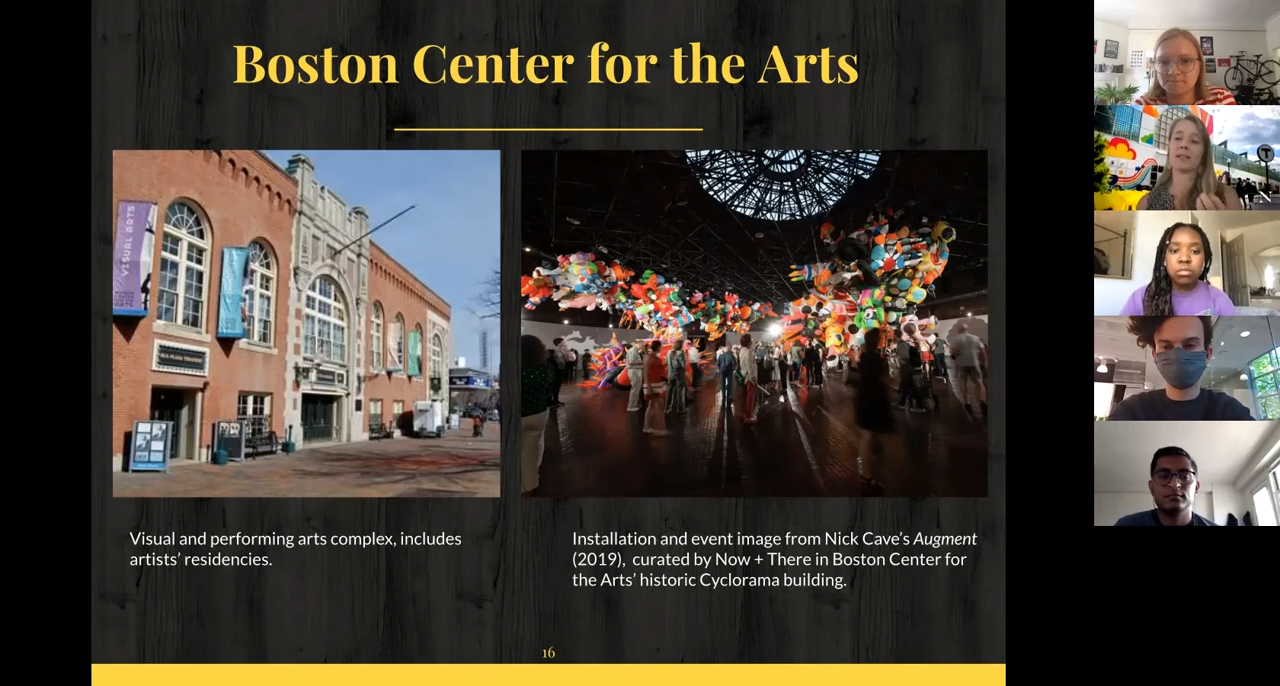 Boston Center for the Arts
VISUAL ARTS
Visual and performing arts complex, includes
artists’ residencies.
Installation and event image from Nick Cave’s Augment
(2019), curated by Now + There in Boston Center for
the Arts’ historic Cyclorama building.
16
T